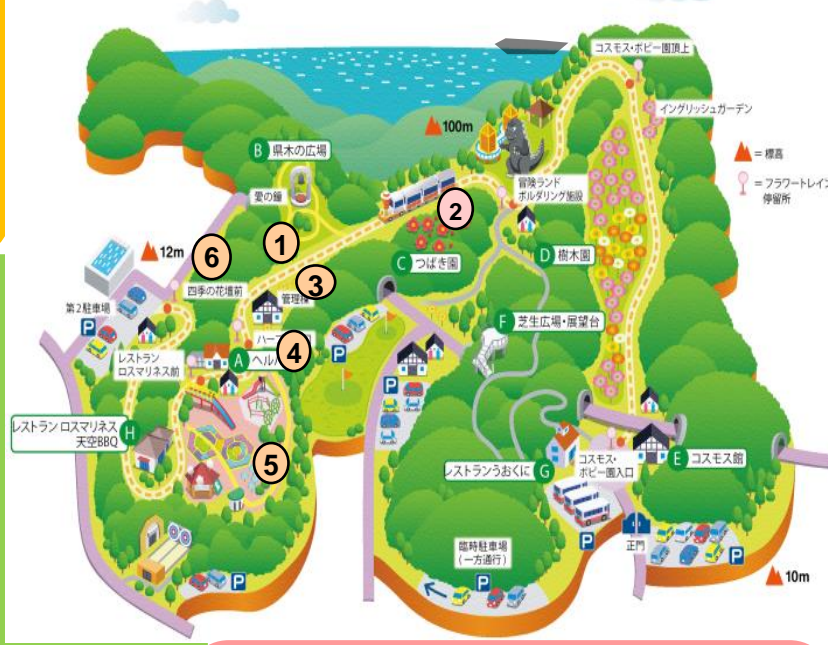 コスモス・ポピー園頂上
イングリッシュガーデン
100m
= 標高
= フラワートレイン
停留所
B 県木の広場
愛の鐘
冒険ランド
ボルダリング施設
2
1
6
12m
C つばき園
D 樹木園
四季の花壇前
3
管理棟
第2駐車場
P
F 芝生広場・展望台
ハーブ
4
P
レストラン
ロスマリネス前
A ヘル
P
レストラン ロスマリネス
天空BBQ
H
5
レストランうおくに G
コスモス・
ポピー園入口
E コスモス館
臨時駐車場
(一方通行)
P
P
正門
P
P
10m